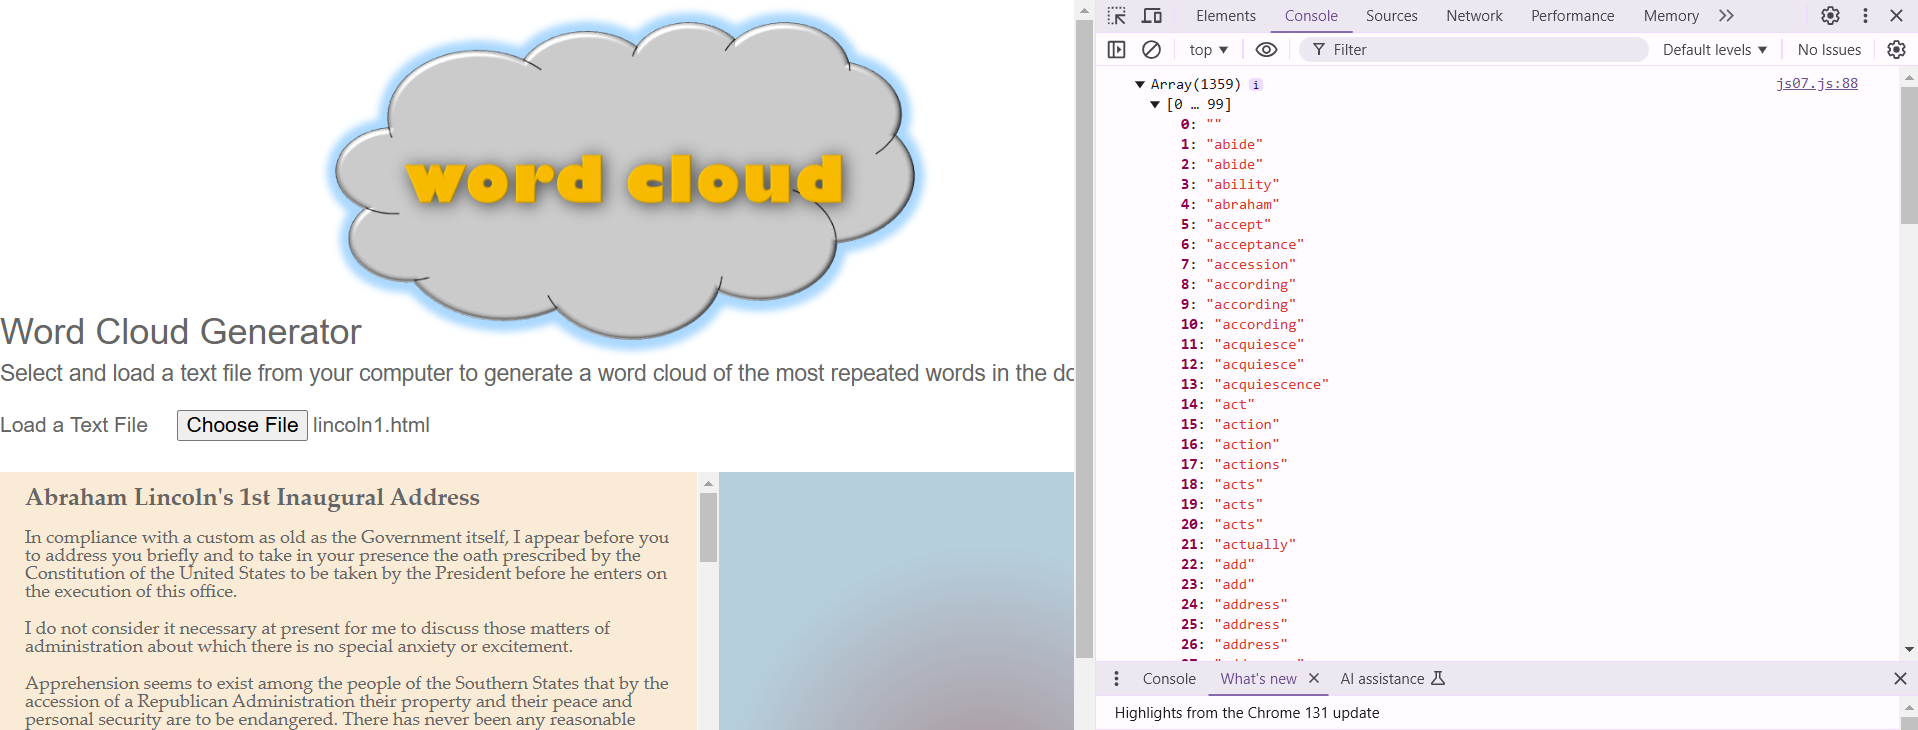 word cloud
Word Cloud Generator
Select and load a text file from your computer to generate a word cloud of the most repeated words in the do
Load a Text File Choose File lincoln1.html
Abraham Lincoln's 1st Inaugural Address
In compliance with a custom as old as the Government itself, I appear before you
to address you briefly and to take in your presence the oath prescribed by the
Constitution of the United States to be taken by the President before he enters on
the execution of this office.
I do not consider it necessary at present for me to discuss those matters of
administration about which there is no special anxiety or excitement.
Apprehension seems to exist among the people of the Southern States that by the
accession of a Republican Administration their property and their peace and
personal security are to be endangered. There has never been any reasonable
Elements Console Sources Network Performance Memory
top Filter Default levels No Issues
Array(1359) i js07.js:88
[0 … 99]
0: ""
1: "abide"
2: "abide"
3: "ability"
4: "abraham"
5: "accept"
6: "acceptance"
7: "accession"
8: "according"
9: "according"
10: "according"
11: "acquiesce"
12: "acquiesce"
13: "acquiescence"
14: "act"
15: "action"
16: "action"
17: "actions"
18: "acts"
19: "acts"
20: "acts"
21: "actually"
22: "add"
23: "add"
24: "address"
25: "address"
26: "address"
Console What's new AI assistance
Highlights from the Chrome 131 update